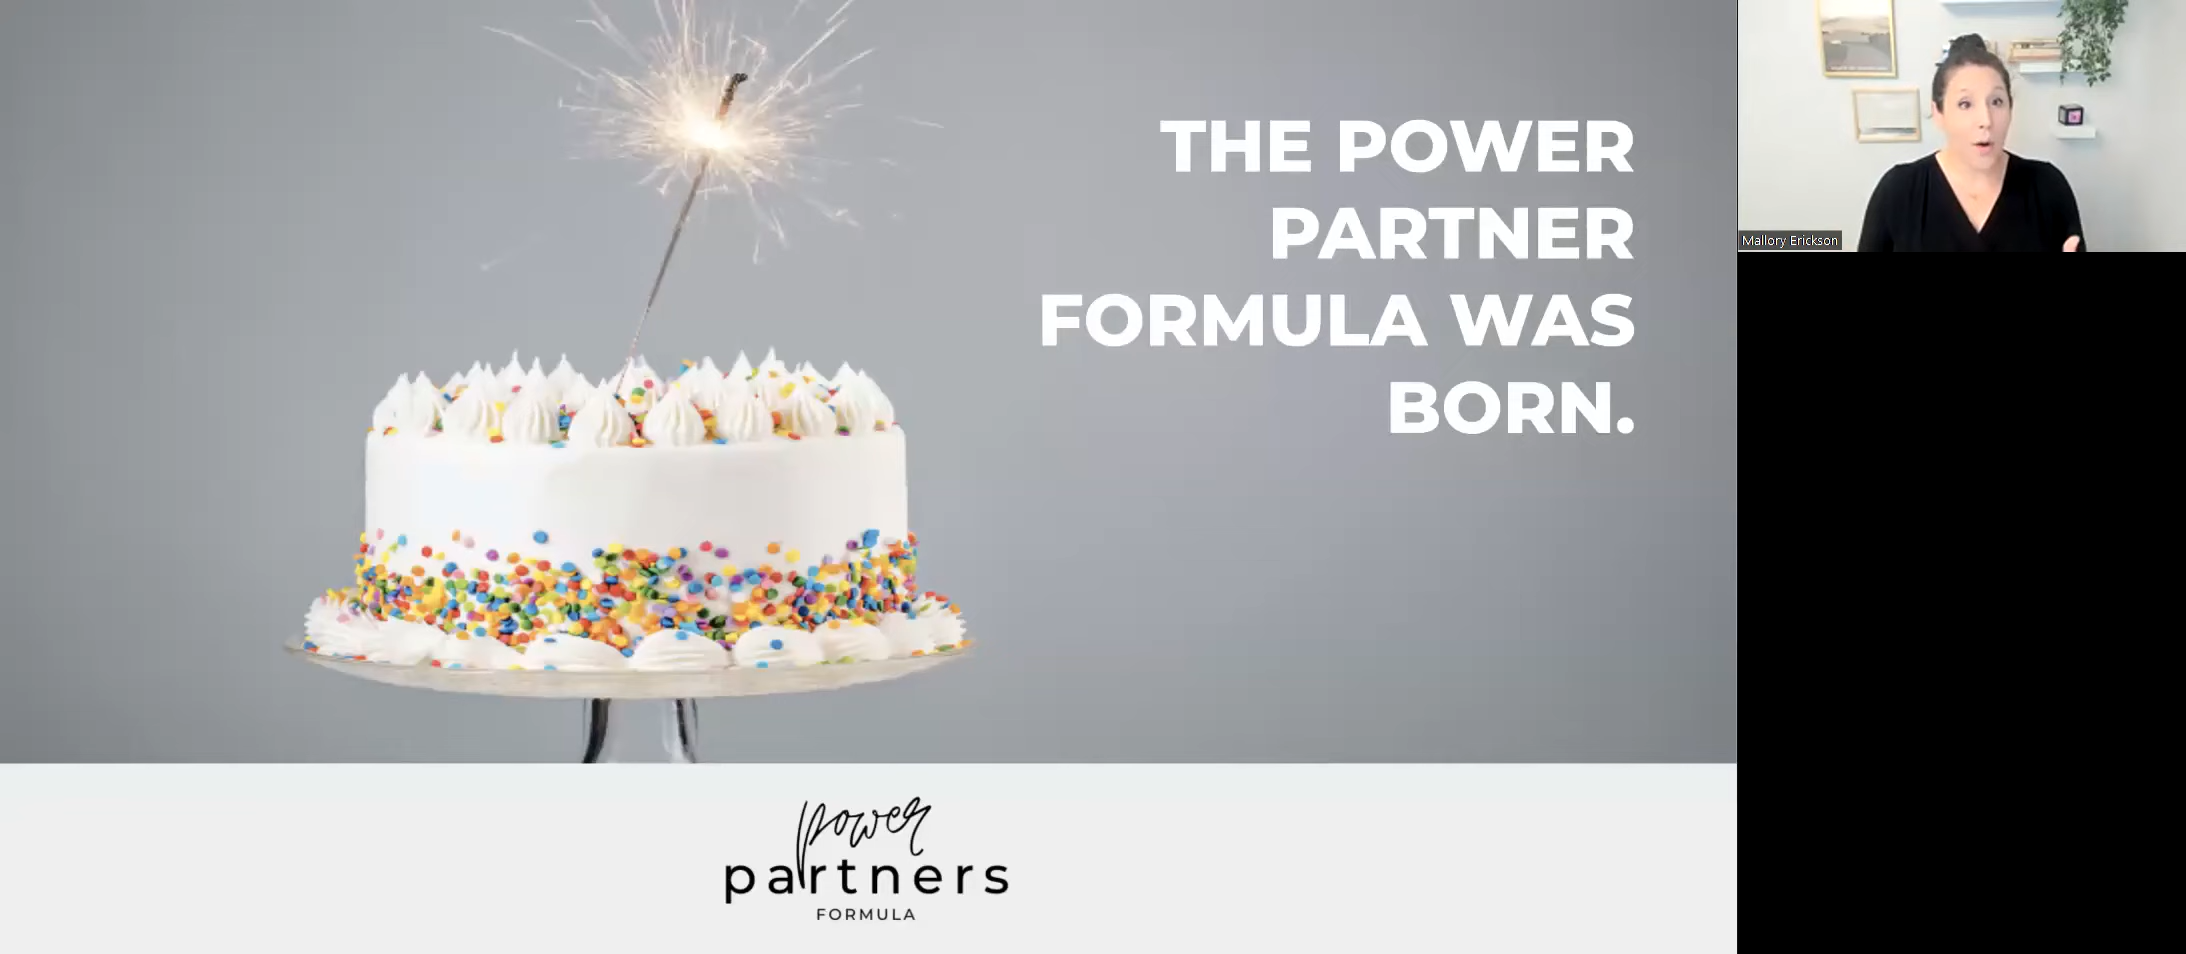 THE POWER
PARTNER
FORMULA WAS
BORN.
Mallory Erickson
power
partners
FORMULA